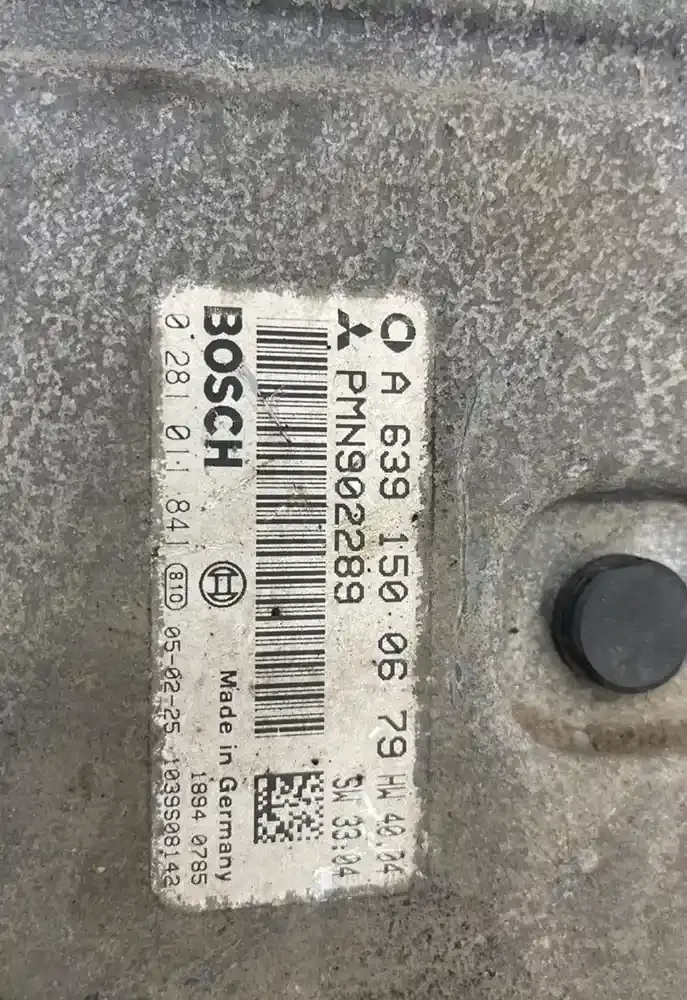 A 639 150 06 79 HW 40.04
PMN902289 SW 33:04
BOSCH
Made in Germany
1894 0785
0 281 011 841 810 05-02-25 1039S08142